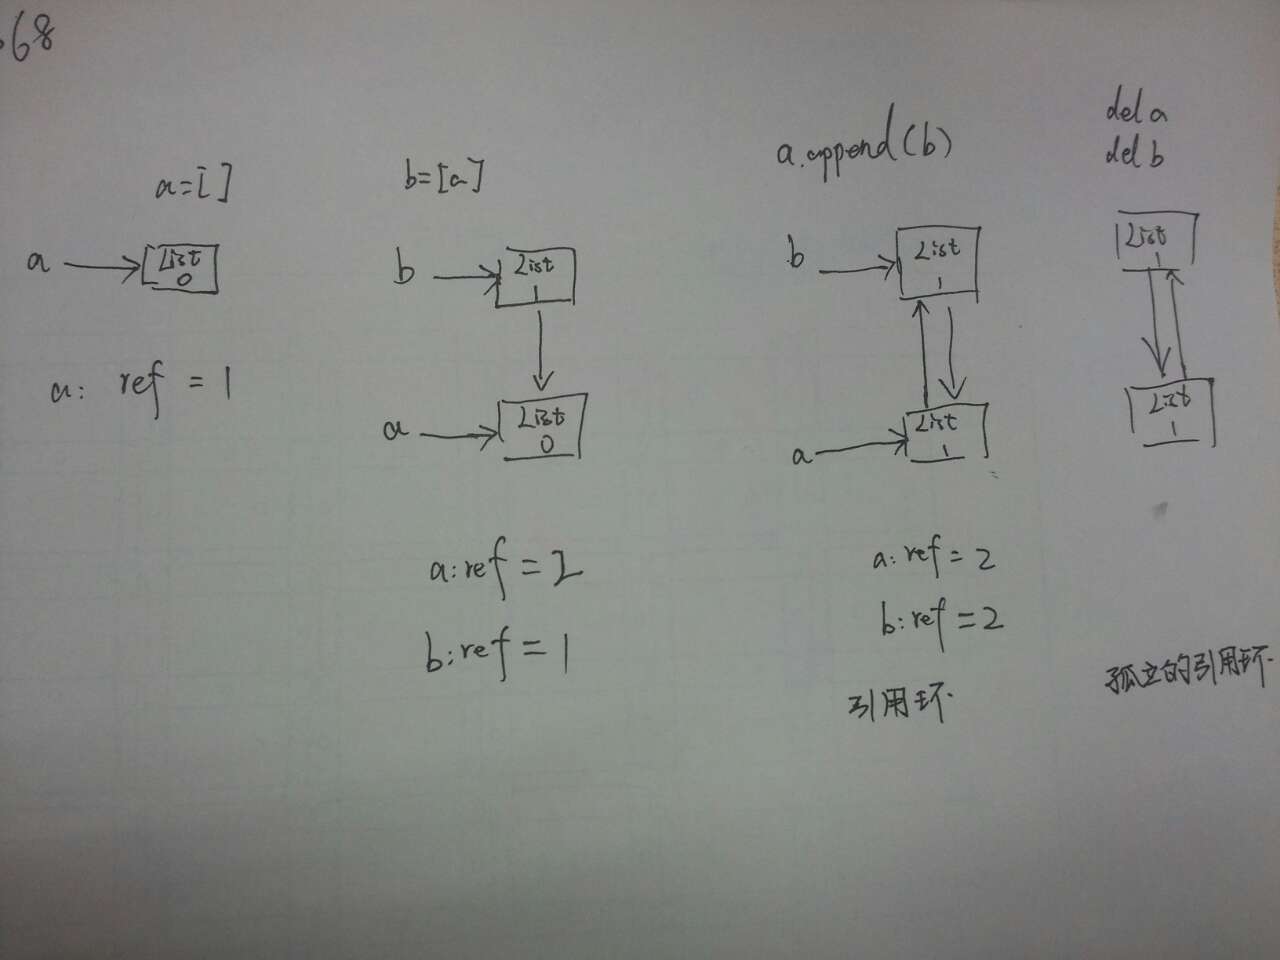 68
a=[]
a
List
0
a: ref = 1
b=[a]
b
List
1
a
List
0
a:ref = 2
b:ref = 1
a.append(b)
b
List
1
a
List
1
a:ref = 2
b:ref = 2
引用环
del a
del b
List
1
List
1
孤立的引用环.